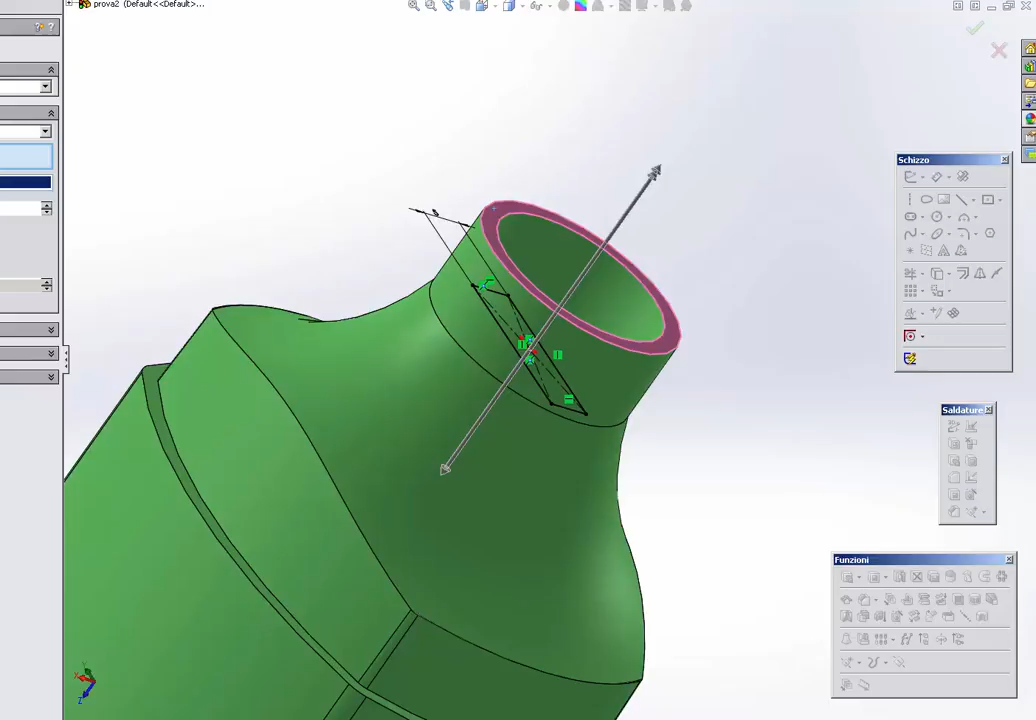 prova2 (Default<<Default>...
Schizzo
Saldature
Funzioni
X
Y
Z